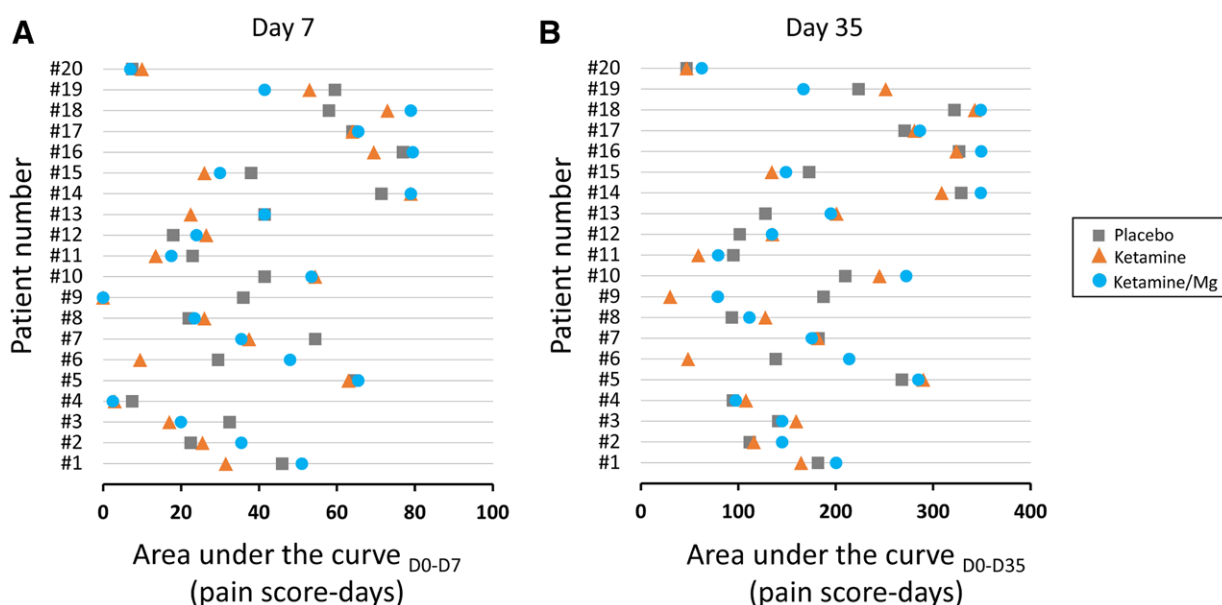 A
Day 7
Patient number
#20
#19
#18
#17
#16
#15
#14
#13
#12
#11
#10
#9
#8
#7
#6
#5
#4
#3
#2
#1
0 20 40 60 80 100
Area under the curve D0-D7
(pain score-days)
B
Day 35
Patient number
#20
#19
#18
#17
#16
#15
#14
#13
#12
#11
#10
#9
#8
#7
#6
#5
#4
#3
#2
#1
0 100 200 300 400
Area under the curve D0-D35
(pain score-days)
Placebo
Ketamine
Ketamine/Mg